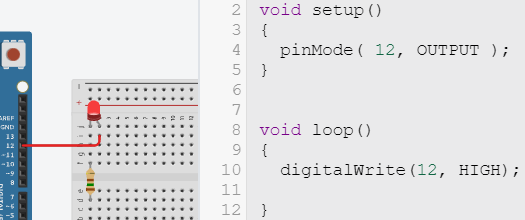 2 void setup()
3 {
4 pinMode( 12, OUTPUT );
5 }
6
7
8 void loop()
9 {
10 digitalWrite(12, HIGH);
11
12 }
AREF
GND
13
12
~11
~10
~9
8
7
~6
~5